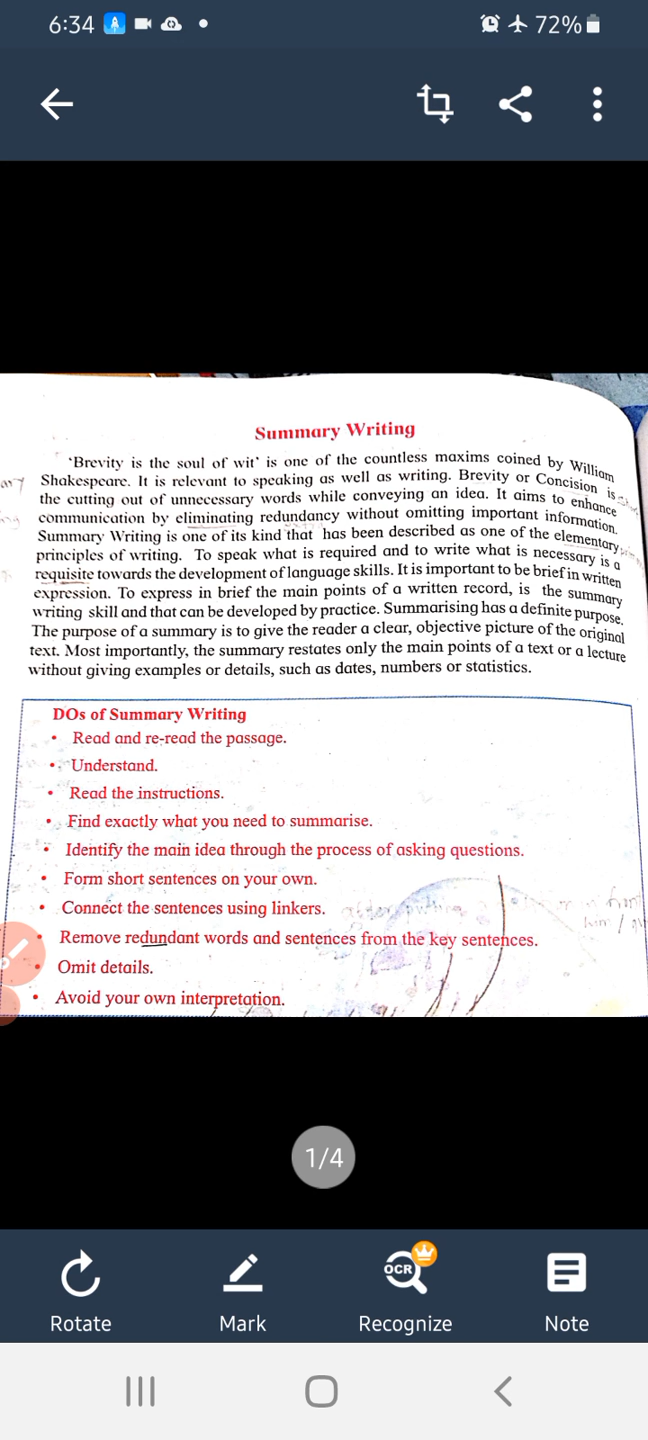 6:34
72%
Summary Writing
'Brevity is the soul of wit' is one of the countless maxims coined by William
Shakespeare. It is relevant to speaking as well as writing. Brevity or Concision is
the cutting out of unnecessary words while conveying an idea. It aims to enhance
communication by eliminating redundancy without omitting important information.
Summary Writing is one of its kind that has been described as one of the elementary
principles of writing. To speak what is required and to write what is necessary is a
requisite towards the development of language skills. It is important to be brief in written
expression. To express in brief the main points of a written record, is the summary
writing skill and that can be developed by practice. Summarising has a definite purpose.
The purpose of a summary is to give the reader a clear, objective picture of the original
text. Most importantly, the summary restates only the main points of a text or a lecture
without giving examples or details, such as dates, numbers or statistics.
DOs of Summary Writing
• Read and re-read the passage.
• Understand.
• Read the instructions.
• Find exactly what you need to summarise.
• Identify the main idea through the process of asking questions.
• Form short sentences on your own.
• Connect the sentences using linkers.
• Remove redundant words and sentences from the key sentences.
• Omit details.
• Avoid your own interpretation.
1/4
OCR
Rotate Mark Recognize Note